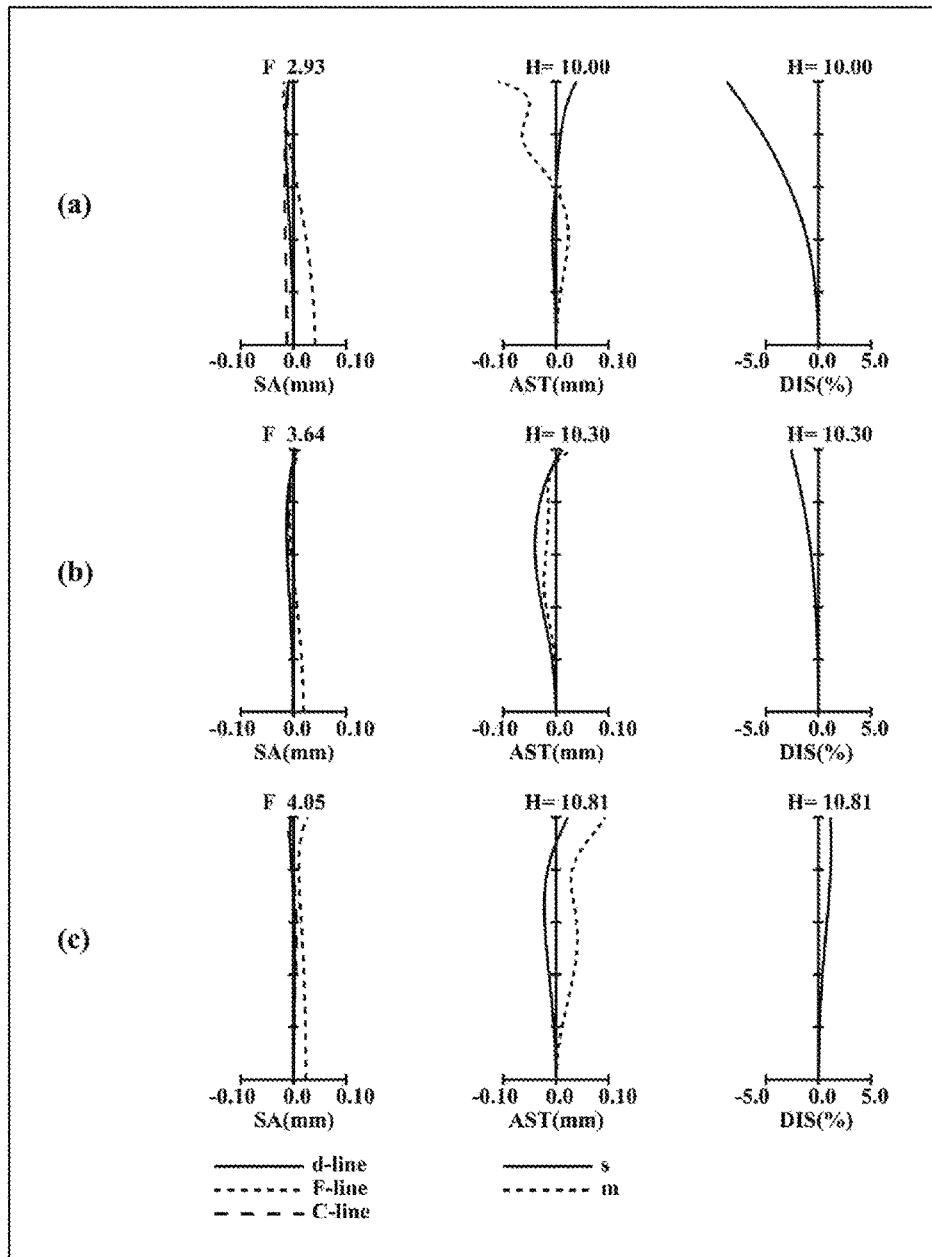 F 2.93 H= 10.00 H= 10.00
(a)
-0.10 0.0 0.10 -0.10 0.0 0.10 -5.0 0.0 5.0
SA(mm) AST(mm) DIS(%)
F 3.64 H= 10.30 H= 10.30
(b)
-0.10 0.0 0.10 -0.10 0.0 0.10 -5.0 0.0 5.0
SA(mm) AST(mm) DIS(%)
F 4.05 H= 10.81 H= 10.81
(c)
-0.10 0.0 0.10 -0.10 0.0 0.10 -5.0 0.0 5.0
SA(mm) AST(mm) DIS(%)
d-line s
F-line m
C-line